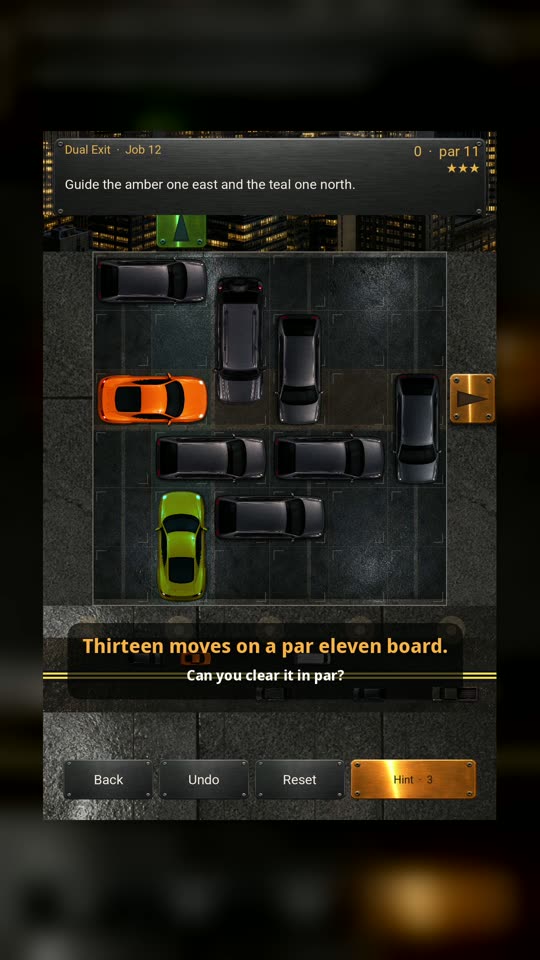 Dual Exit · Job 12
0 · par 11
★★★
Guide the amber one east and the teal one north.
Thirteen moves on a par eleven board.
Can you clear it in par?
Back
Undo
Reset
Hint · 3